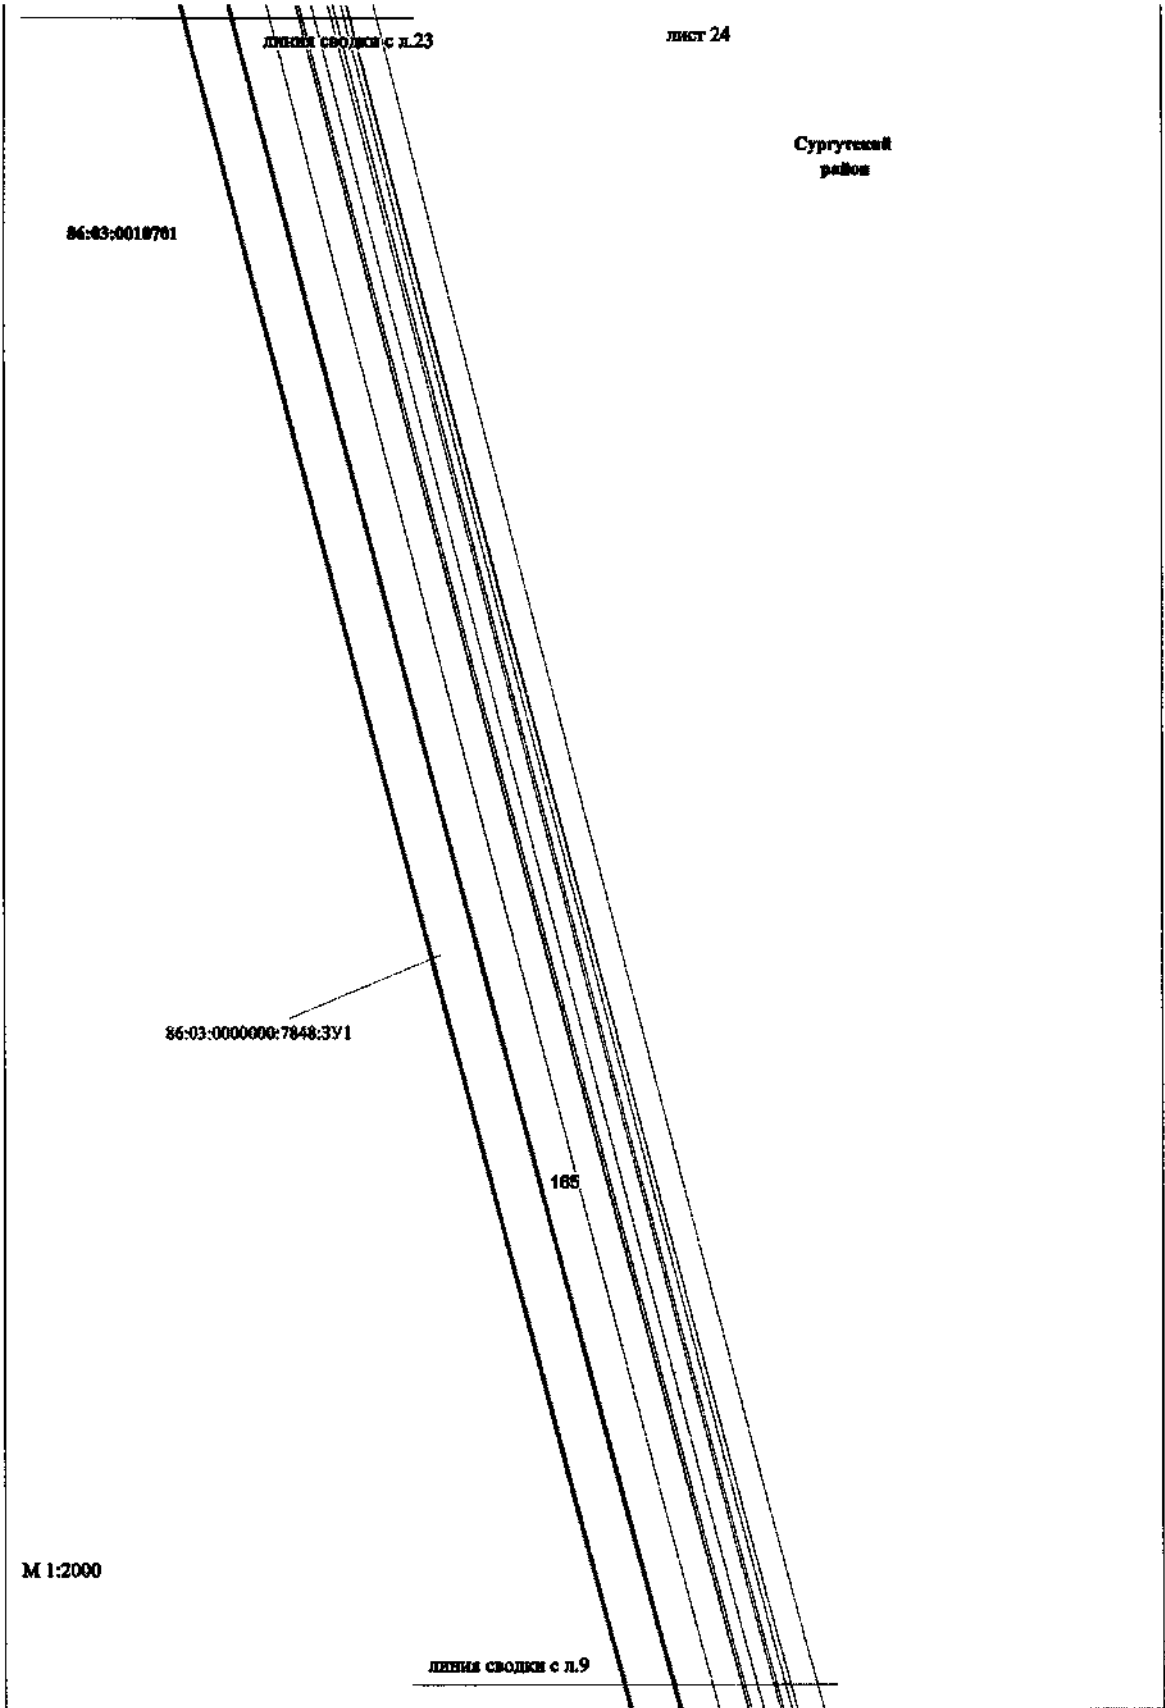 линия сводки с л.23
лист 24
Сургутский
район
86:03:0010701
86:03:0000000:7848:ЗУ1
165
М 1:2000
линия сводки с л.9